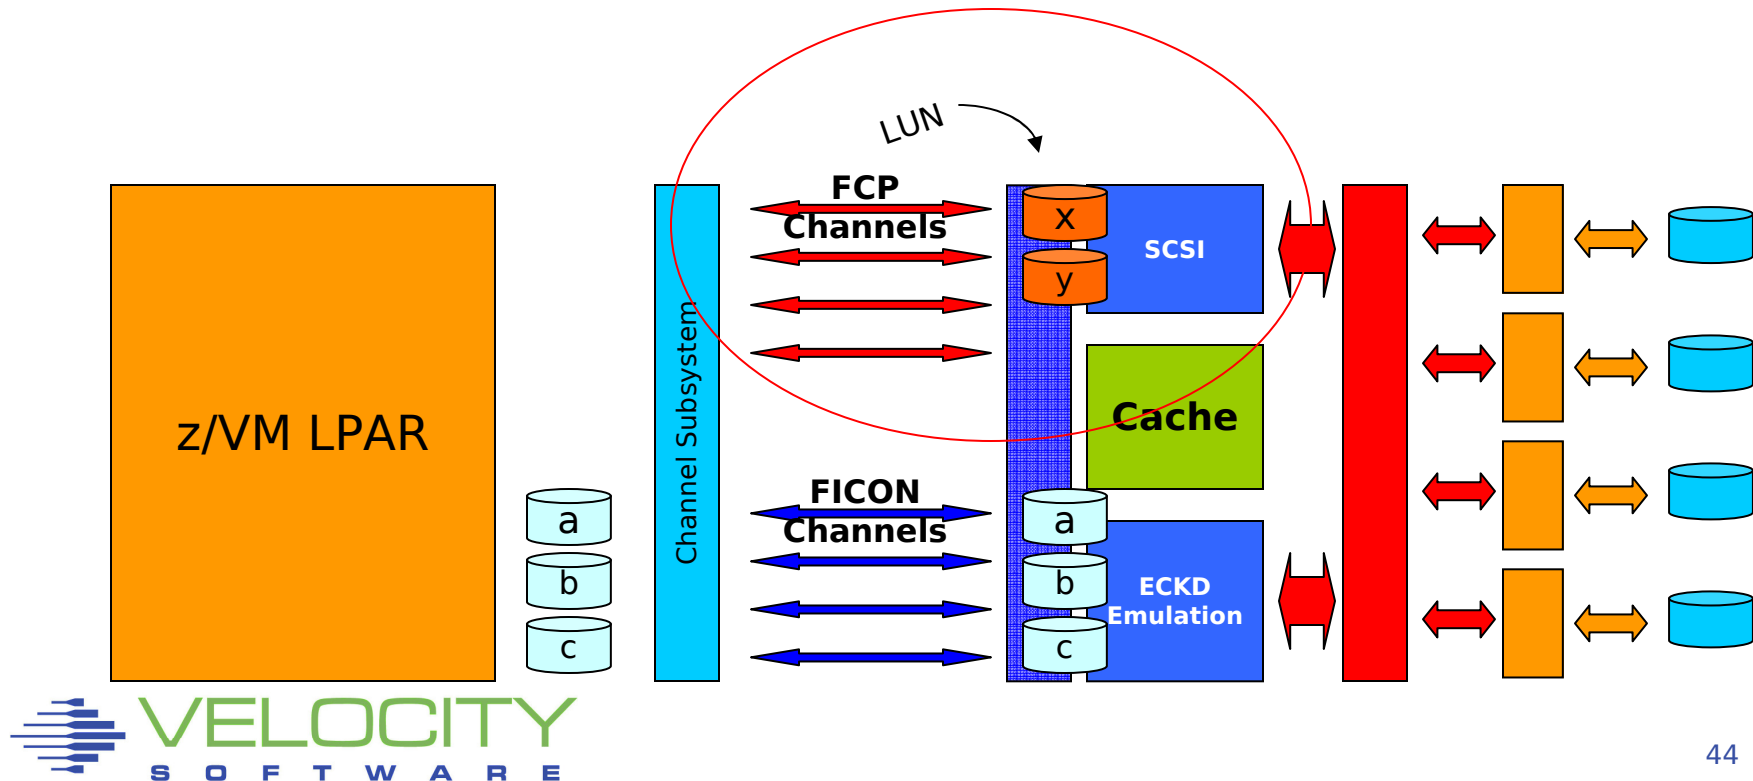 LUN
FCP
Channels
x
SCSI
y
Channel Subsystem
Cache
z/VM LPAR
FICON
Channels
a
a
b
b
ECKD
Emulation
c
c
VELOCITY
SOFTWARE
44